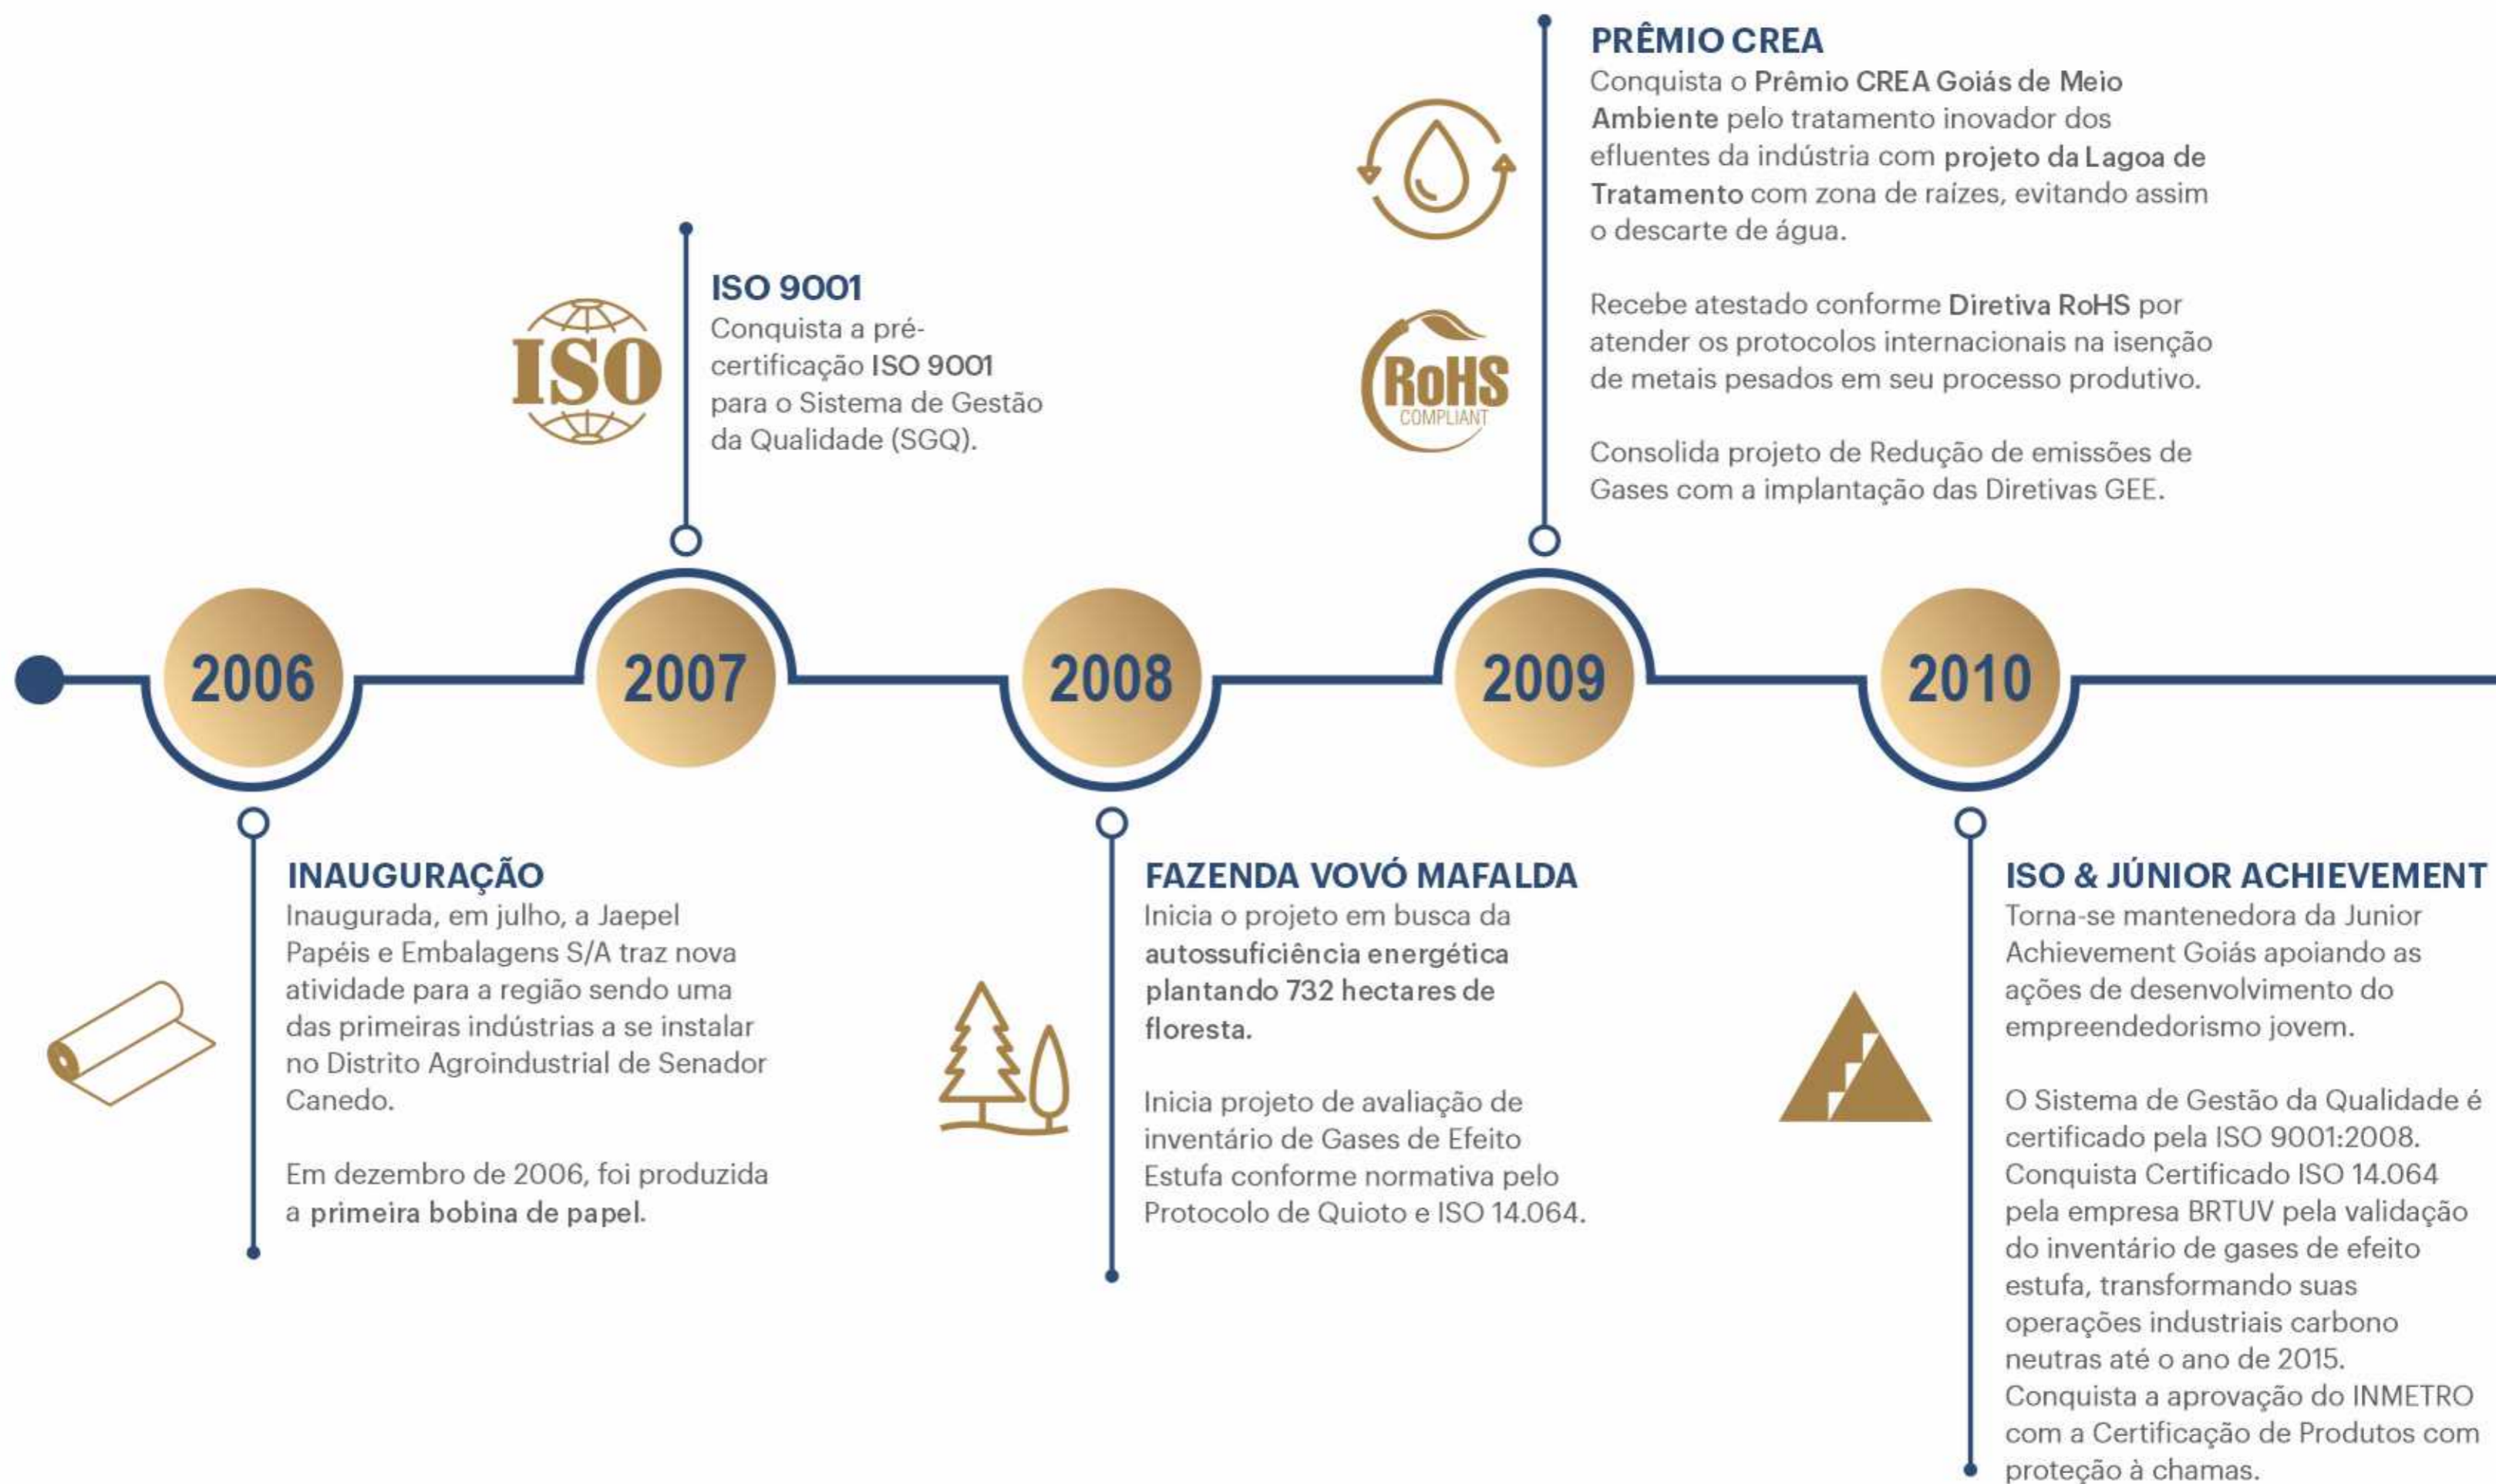 PRÊMIO CREA
Conquista o Prêmio CREA Goiás de Meio
Ambiente pelo tratamento inovador dos
efluentes da indústria com projeto da Lagoa de
Tratamento com zona de raízes, evitando assim
o descarte de água.
Recebe atestado conforme Diretiva RoHS por
atender os protocolos internacionais na isenção
de metais pesados em seu processo produtivo.
Consolida projeto de Redução de emissões de
Gases com a implantação das Diretivas GEE.
RoHS
COMPLIANT
ISO
ISO 9001
Conquista a pré-
certificação ISO 9001
para o Sistema de Gestão
da Qualidade (SGQ).
2006
2007
2008
2009
2010
INAUGURAÇÃO
Inaugurada, em julho, a Jaepel
Papéis e Embalagens S/A traz nova
atividade para a região sendo uma
das primeiras indústrias a se instalar
no Distrito Agroindustrial de Senador
Canedo.
Em dezembro de 2006, foi produzida
a primeira bobina de papel.
FAZENDA VOVÓ MAFALDA
Inicia o projeto em busca da
autossuficiência energética
plantando 732 hectares de
floresta.
Inicia projeto de avaliação de
inventário de Gases de Efeito
Estufa conforme normativa pelo
Protocolo de Quioto e ISO 14.064.
ISO & JÚNIOR ACHIEVEMENT
Torna-se mantenedora da Junior
Achievement Goiás apoiando as
ações de desenvolvimento do
empreendedorismo jovem.
O Sistema de Gestão da Qualidade é
certificado pela ISO 9001:2008.
Conquista Certificado ISO 14.064
pela empresa BRTUV pela validação
do inventário de gases de efeito
estufa, transformando suas
operações industriais carbono
neutras até o ano de 2015.
Conquista a aprovação do INMETRO
com a Certificação de Produtos com
proteção à chamas.